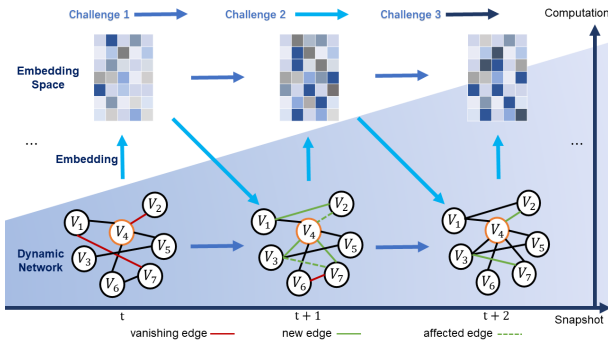 Challenge 1
Challenge 2
Challenge 3
Computation
Embedding
Space
...
...
Embedding
V2
V1
V4
V5
V3
V6
V7
V2
V1
V4
V5
V3
V6
V7
V2
V1
V4
V5
V3
V6
V7
Dynamic
Network
t
t + 1
t + 2
Snapshot
vanishing edge
new edge
affected edge